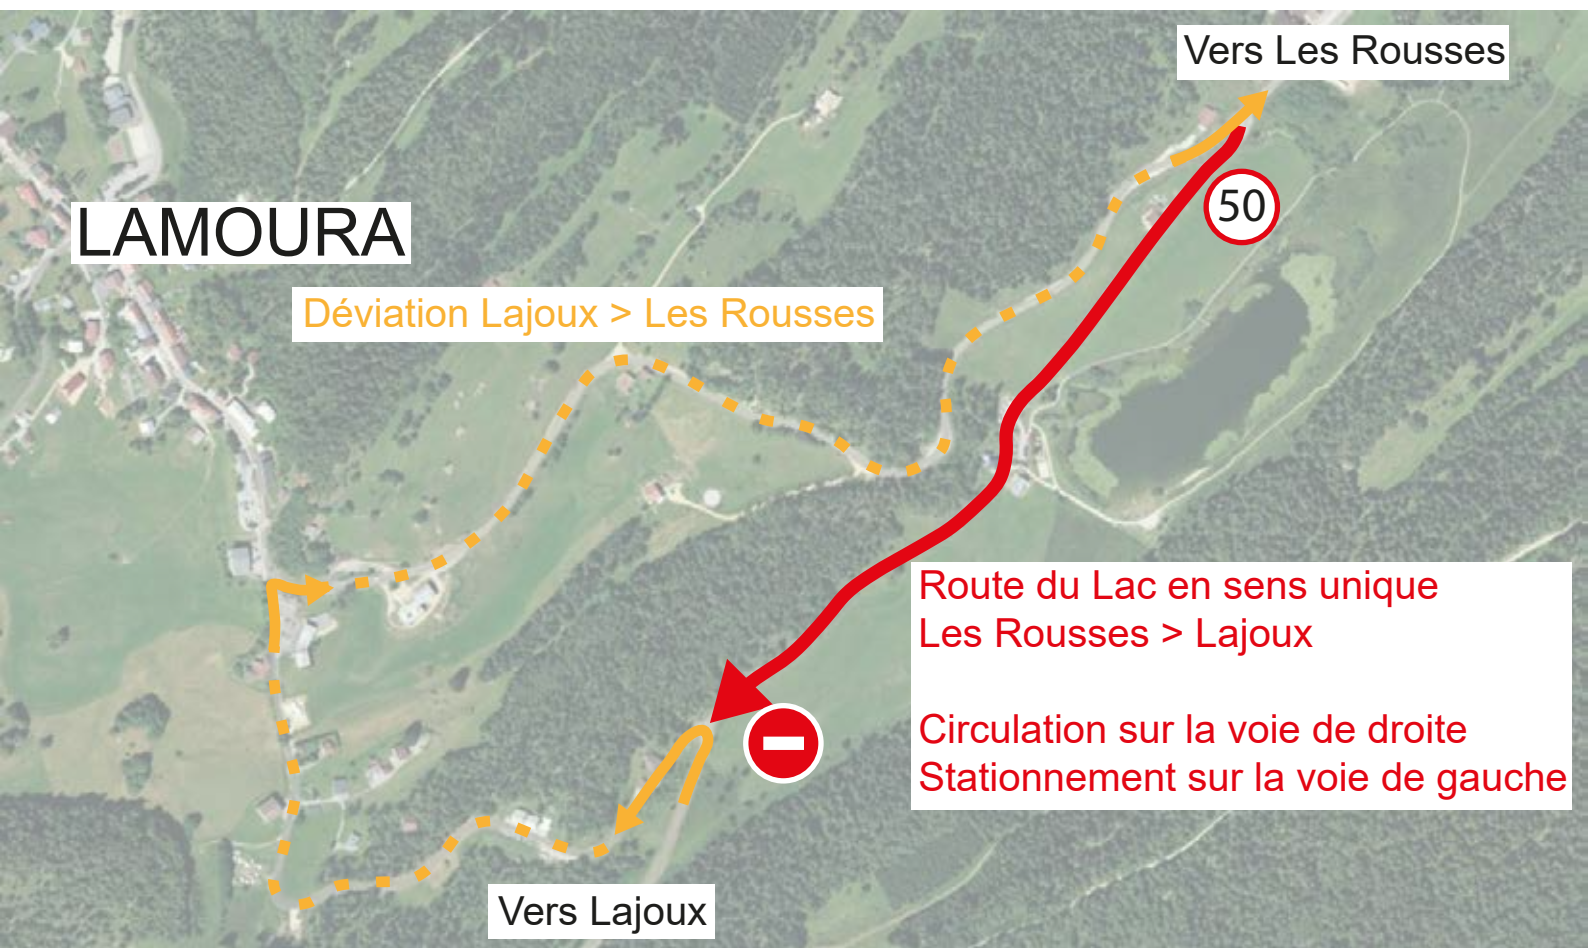 Vers Les Rousses
50
LAMOURA
Déviation Lajoux > Les Rousses
Route du Lac en sens unique
Les Rousses > Lajoux
Circulation sur la voie de droite
Stationnement sur la voie de gauche
Vers Lajoux